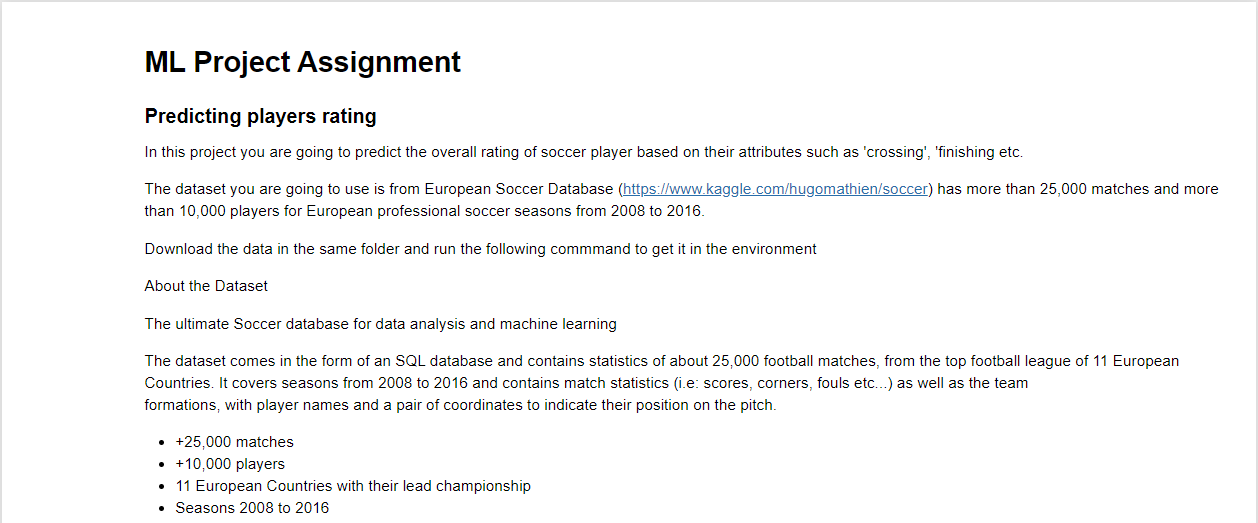 ML Project Assignment
Predicting players rating
In this project you are going to predict the overall rating of soccer player based on their attributes such as 'crossing', 'finishing etc.
The dataset you are going to use is from European Soccer Database (https://www.kaggle.com/hugomathien/soccer) has more than 25,000 matches and more
than 10,000 players for European professional soccer seasons from 2008 to 2016.
Download the data in the same folder and run the following commmand to get it in the environment
About the Dataset
The ultimate Soccer database for data analysis and machine learning
The dataset comes in the form of an SQL database and contains statistics of about 25,000 football matches, from the top football league of 11 European
Countries. It covers seasons from 2008 to 2016 and contains match statistics (i.e: scores, corners, fouls etc...) as well as the team
formations, with player names and a pair of coordinates to indicate their position on the pitch.
• +25,000 matches
• +10,000 players
• 11 European Countries with their lead championship
• Seasons 2008 to 2016